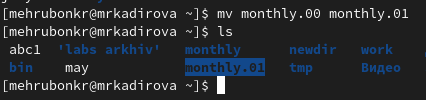 [mehrubonkr@mrkadirova ~]$ mv monthly.00 monthly.01
[mehrubonkr@mrkadirova ~]$ ls
abc1 'labs arkhiv' monthly newdir work
bin may monthly.01 tmp Видео
[mehrubonkr@mrkadirova ~]$